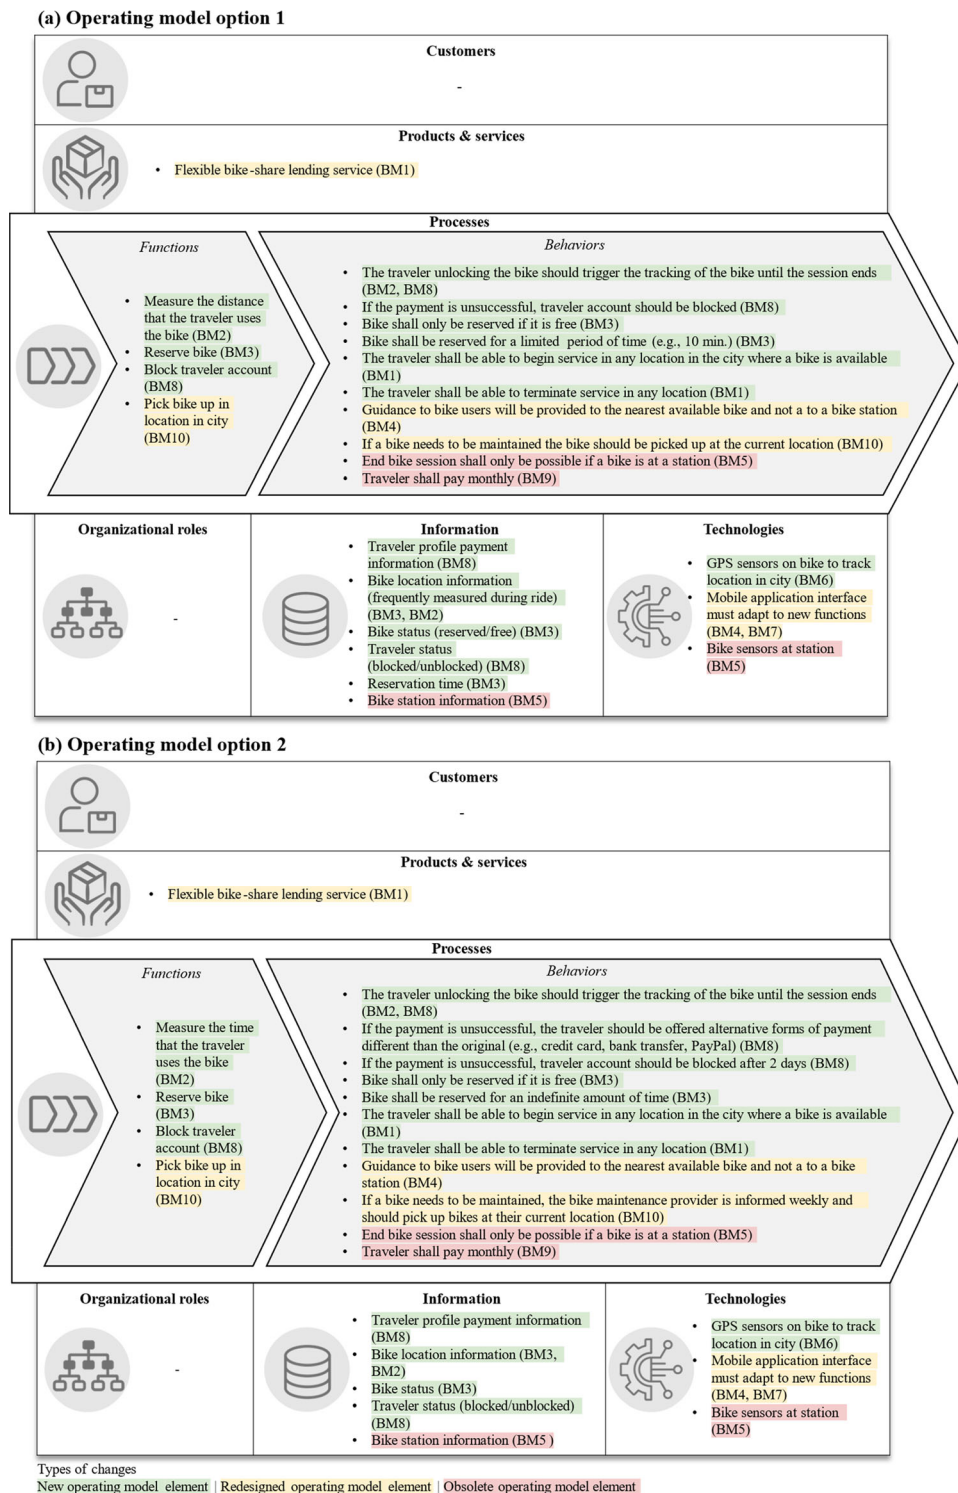 (a) Operating model option 1
Customers
-
Products & services
• Flexible bike-share lending service (BM1)
Processes
Functions
• Measure the distance
that the traveler uses
the bike (BM2)
• Reserve bike (BM3)
• Block traveler account
(BM8)
• Pick bike up in
location in city
(BM10)
Behaviors
• The traveler unlocking the bike should trigger the tracking of the bike until the session ends
(BM2, BM8)
• If the payment is unsuccessful, traveler account should be blocked (BM8)
• Bike shall only be reserved if it is free (BM3)
• Bike shall be reserved for a limited period of time (e.g., 10 min.) (BM3)
• The traveler shall be able to begin service in any location in the city where a bike is available
(BM1)
• The traveler shall be able to terminate service in any location (BM1)
• Guidance to bike users will be provided to the nearest available bike and not a to a bike station
(BM4)
• If a bike needs to be maintained the bike should be picked up at the current location (BM10)
• End bike session shall only be possible if a bike is at a station (BM5)
• Traveler shall pay monthly (BM9)
Organizational roles
-
Information
• Traveler profile payment
information (BM8)
• Bike location information
(frequently measured during ride)
(BM3, BM2)
• Bike status (reserved/free) (BM3)
• Traveler status
(blocked/unblocked) (BM8)
• Reservation time (BM3)
• Bike station information (BM5)
Technologies
• GPS sensors on bike to track
location in city (BM6)
• Mobile application interface
must adapt to new functions
(BM4, BM7)
• Bike sensors at station
(BM5)
(b) Operating model option 2
Customers
-
Products & services
• Flexible bike-share lending service (BM1)
Processes
Functions
• Measure the time
that the traveler
uses the bike
(BM2)
• Reserve bike
(BM3)
• Block traveler
account (BM8)
• Pick bike up in
location in city
(BM10)
Behaviors
• The traveler unlocking the bike should trigger the tracking of the bike until the session ends
(BM2, BM8)
• If the payment is unsuccessful, the traveler should be offered alternative forms of payment
different than the original (e.g., credit card, bank transfer, PayPal) (BM8)
• If the payment is unsuccessful, traveler account should be blocked after 2 days (BM8)
• Bike shall only be reserved if it is free (BM3)
• Bike shall be reserved for an indefinite amount of time (BM3)
• The traveler shall be able to begin service in any location in the city where a bike is available
(BM1)
• The traveler shall be able to terminate service in any location (BM1)
• Guidance to bike users will be provided to the nearest available bike and not a to a bike
station (BM4)
• If a bike needs to be maintained, the bike maintenance provider is informed weekly and
should pick up bikes at their current location (BM10)
• End bike session shall only be possible if a bike is at a station (BM5)
• Traveler shall pay monthly (BM9)
Organizational roles
-
Information
• Traveler profile payment information
(BM8)
• Bike location information (BM3,
BM2)
• Bike status (BM3)
• Traveler status (blocked/unblocked)
(BM8)
• Bike station information (BM5 )
Technologies
• GPS sensors on bike to track
location in city (BM6)
• Mobile application interface
must adapt to new functions
(BM4, BM7)
• Bike sensors at station
(BM5)
Types of changes
New operating model element | Redesigned operating model element | Obsolete operating model element